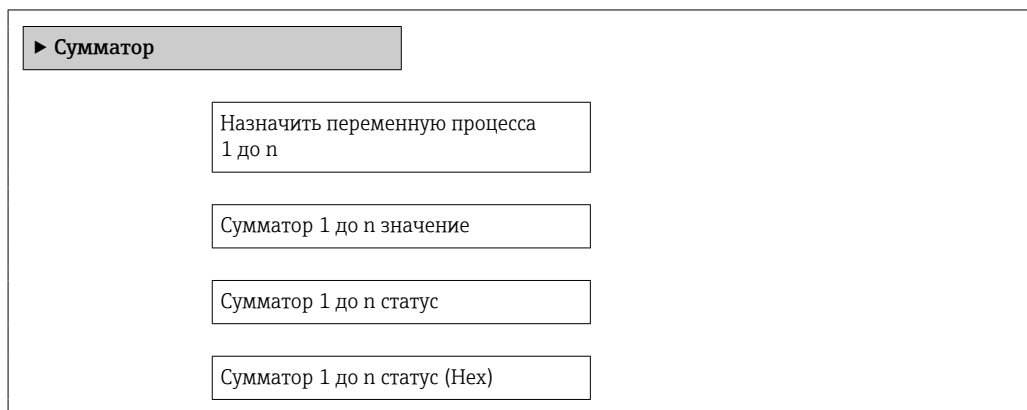 ► Сумматор
Назначить переменную процесса
1 до n
Сумматор 1 до n значение
Сумматор 1 до n статус
Сумматор 1 до n статус (Hex)